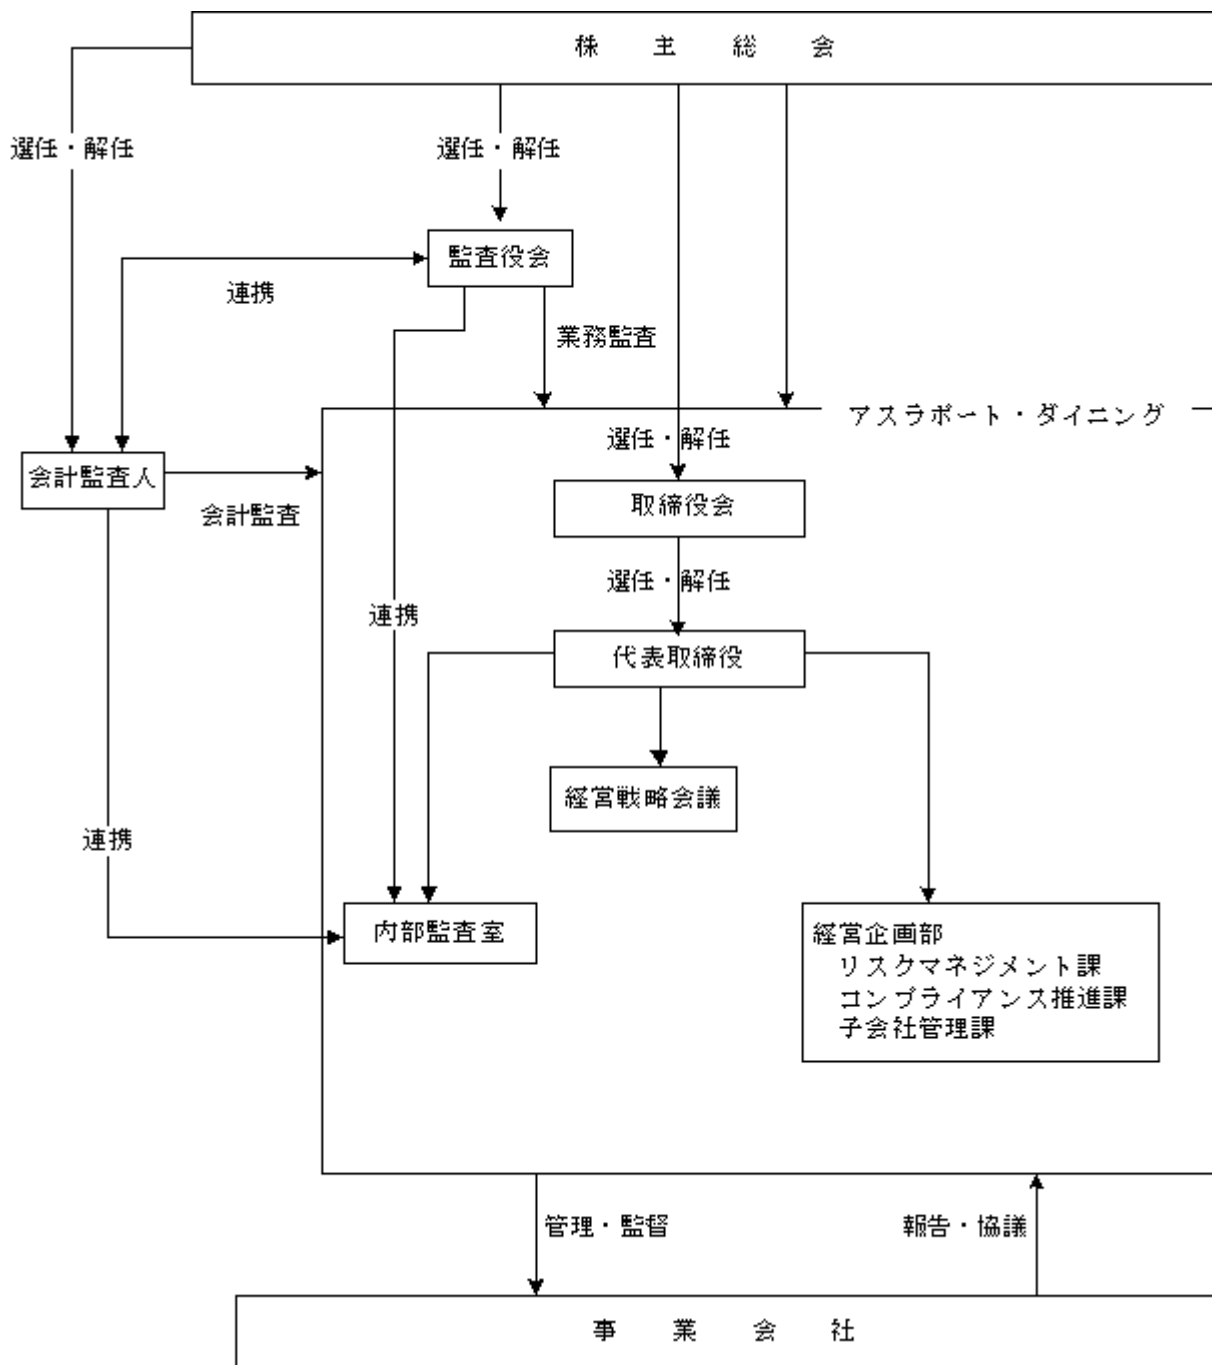 株主総会
選任・解任
選任・解任
監査役会
連携
業務監査
アスラポート・ダイニング
選任・解任
会計監査人
会計監査
取締役会
選任・解任
連携
代表取締役
経営戦略会議
連携
内部監査室
経営企画部
リスクマネジメント課
コンプライアンス推進課
子会社管理課
管理・監督
報告・協議
事業会社